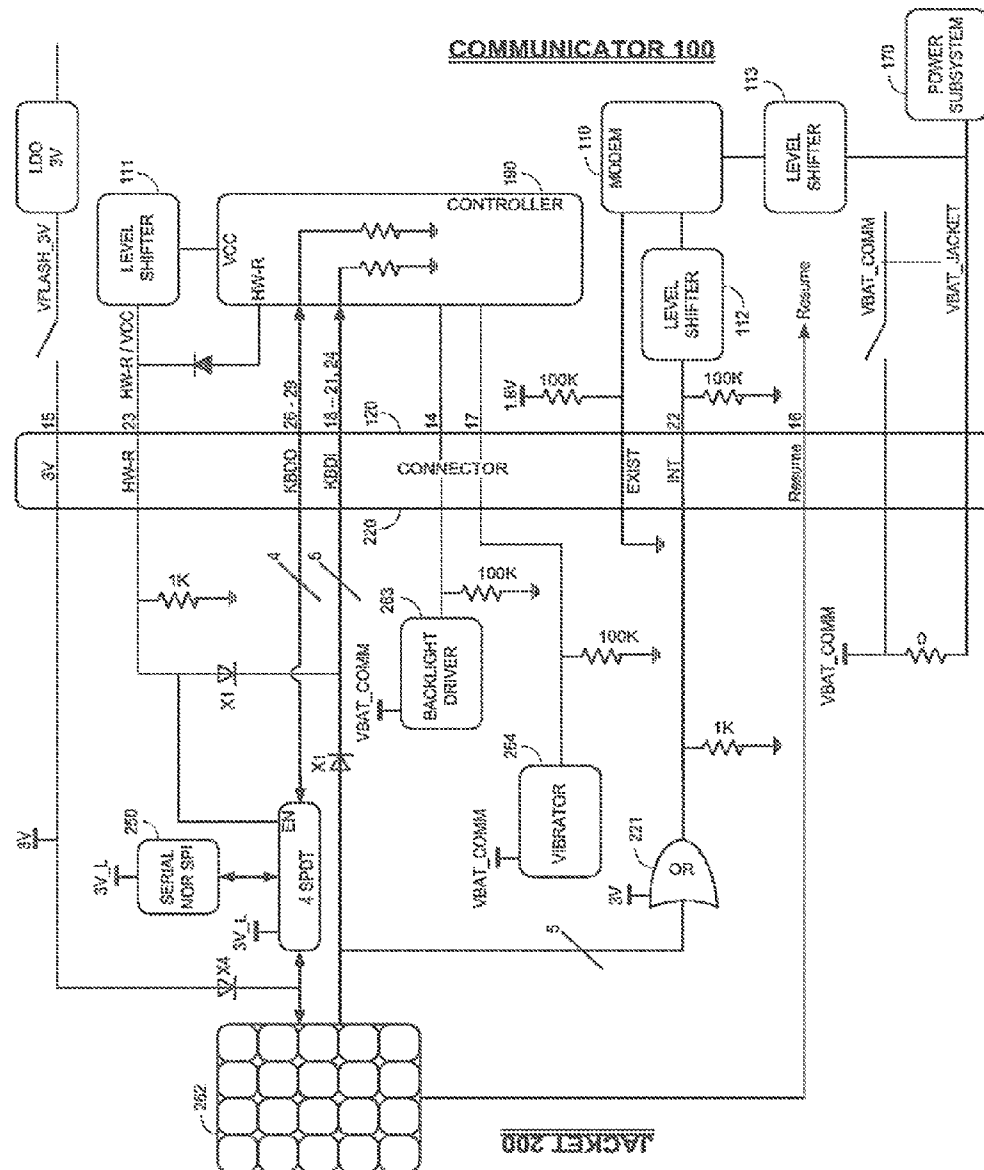 COMMUNICATOR 100
LDO
3V
VFLASH_3V
15
3V
3V
111
LEVEL
SHIFTER
HW-R / VCC
23
HW-R
1K
X1
190
CONTROLLER
VCC
HW-R
26 - 29
KBDO
4
18 - 21, 24
KBDI
5
X1
120
CONNECTOR
220
14
17
100K
100K
263
BACKLIGHT
DRIVER
VBAT_COMM
264
VIBRATOR
VBAT_COMM
250
SERIAL
NOR SPI
3V_L
EN
4 SPDT
3V_L
X4
262
110
MODEM
113
LEVEL
SHIFTER
LEVEL
SHIFTER
112
1.8V
100K
100K
EXIST
22
INT
1K
221
OR
3V
5
16
Resume
Resume
170
POWER
SUBSYSTEM
VBAT_COMM
VBAT_JACKET
VBAT_COMM
0
JACKET 200